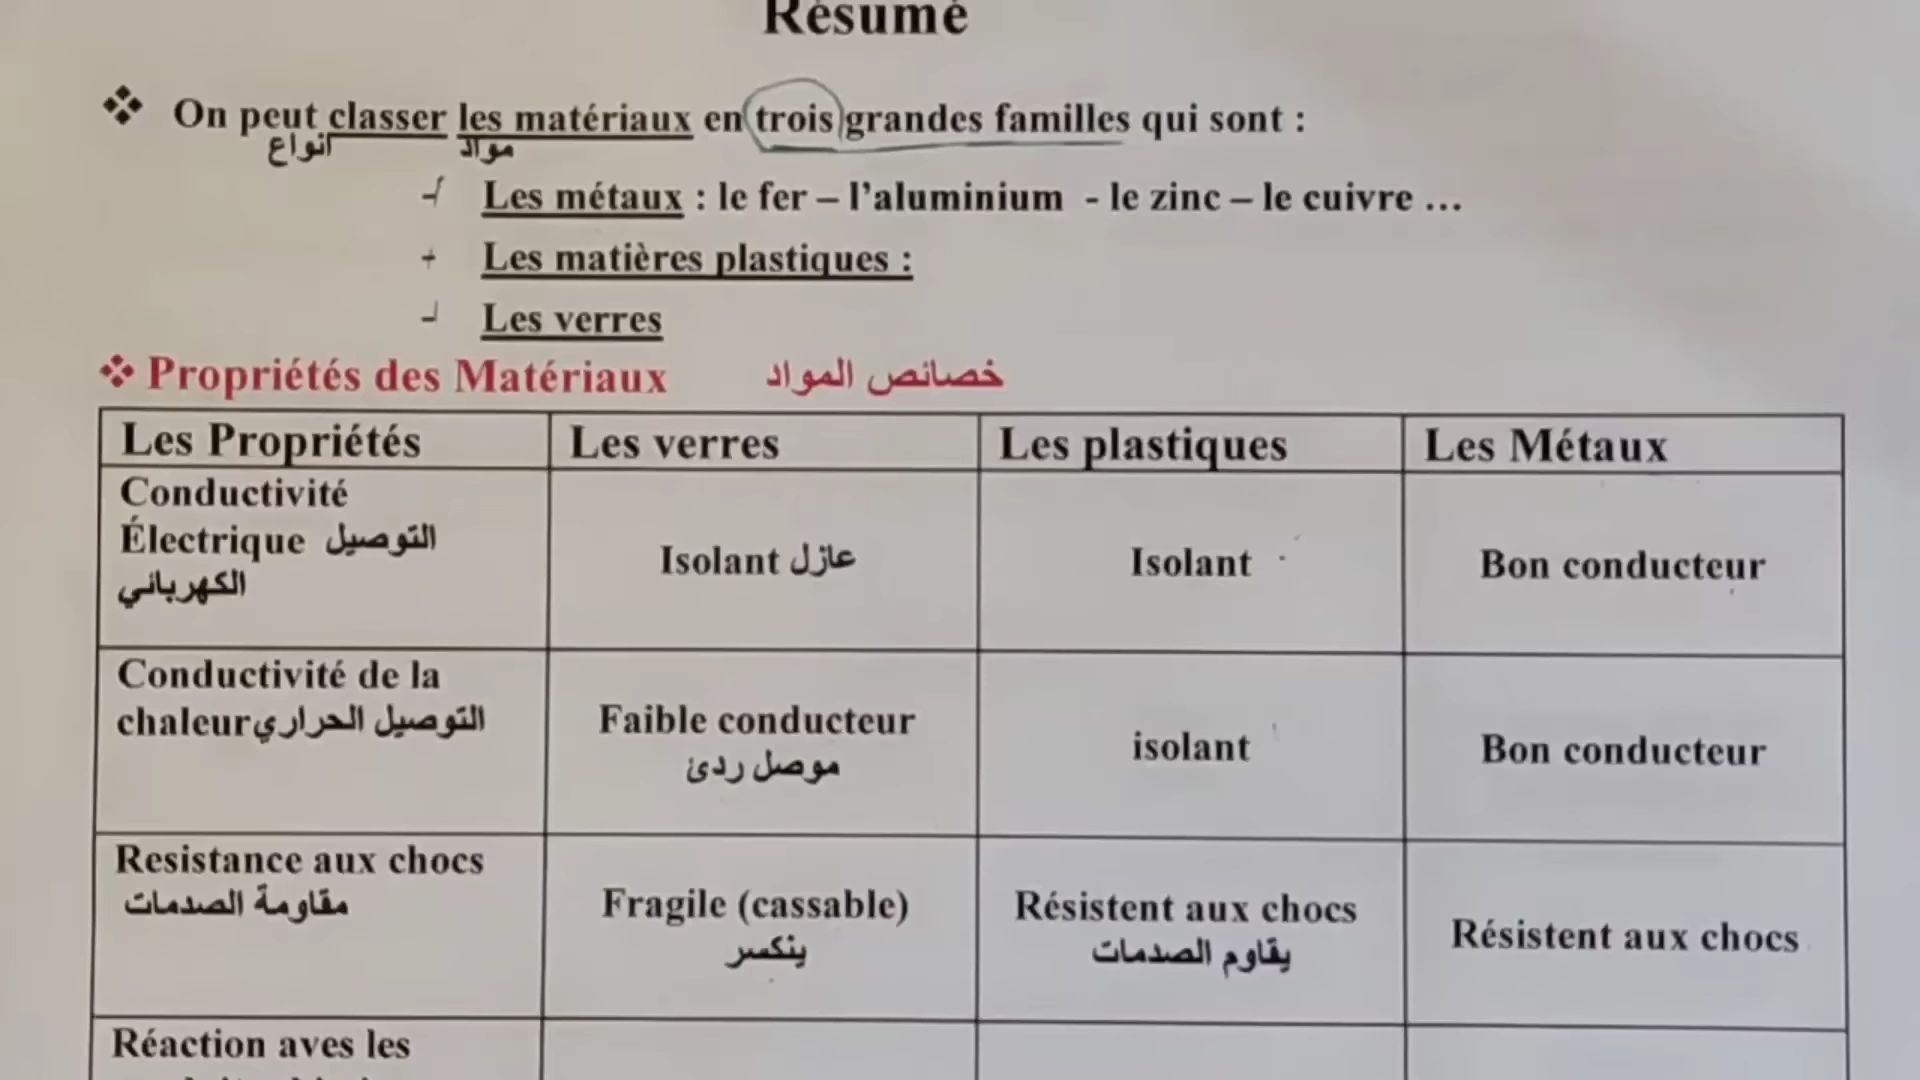 Résumé
❖ On peut classer les matériaux en trois grandes familles qui sont :
أنواع مواد
Les métaux : le fer – l’aluminium - le zinc – le cuivre ...
Les matières plastiques :
Les verres
❖ Propriétés des Matériaux خصائص المواد
Les Propriétés Les verres Les plastiques Les Métaux
Conductivité
Électrique التوصيل
الكهربائي
Isolant عازل
Isolant
Bon conducteur
Conductivité de la
chaleur التوصيل الحراري
Faible conducteur
موصل ردئ
isolant
Bon conducteur
Resistance aux chocs
مقاومة الصدمات
Fragile (cassable)
ينكسر
Résistent aux chocs
يقاوم الصدمات
Résistent aux chocs
Réaction aves les